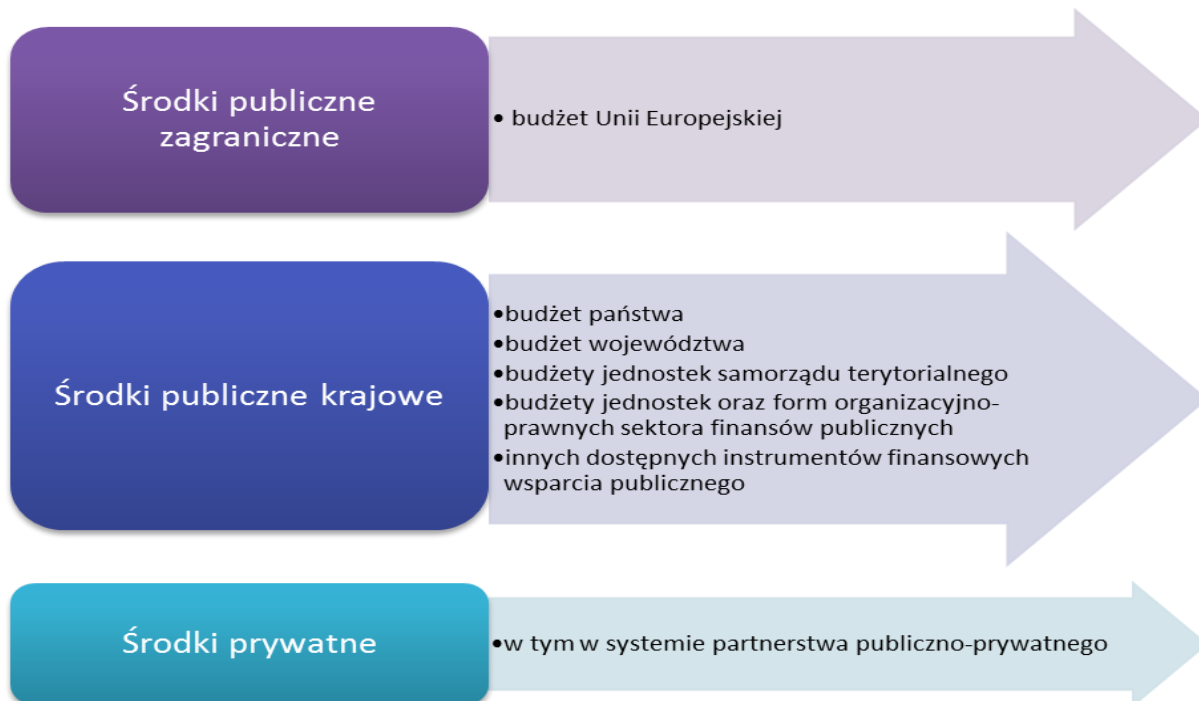 Środki publiczne
zagraniczne
• budżet Unii Europejskiej
Środki publiczne krajowe
•budżet państwa
•budżet województwa
•budżety jednostek samorządu terytorialnego
•budżety jednostek oraz form organizacyjno-
prawnych sektora finansów publicznych
•innych dostępnych instrumentów finansowych
wsparcia publicznego
Środki prywatne
•w tym w systemie partnerstwa publiczno-prywatnego